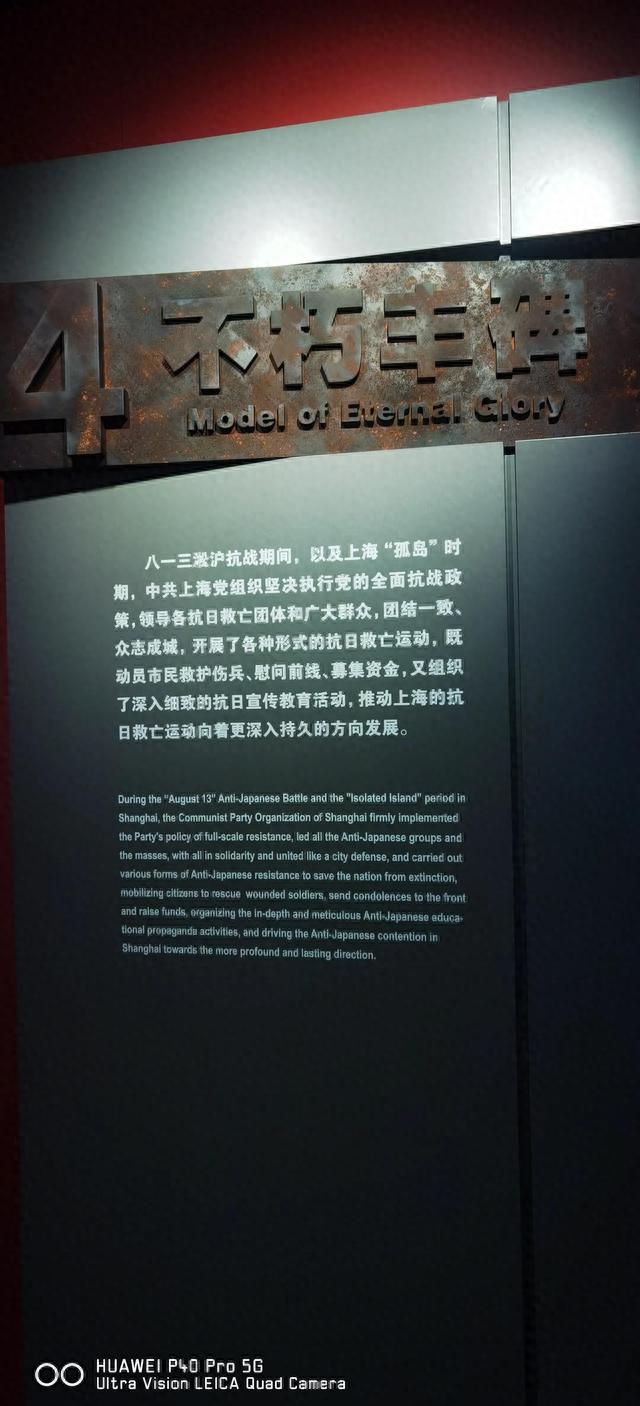 4 不朽丰碑
Model of Eternal Glory
八一三淞沪抗战期间，以及上海“孤岛”时
期，中共上海党组织坚决执行党的全面抗战政
策，领导各抗日救亡团体和广大群众，团结一致、
众志成城，开展了各种形式的抗日救亡运动，既
动员市民救护伤兵、慰问前线、募集资金，又组织
了深入细致的抗日宣传教育活动，推动上海的抗
日救亡运动向着更深入持久的方向发展。
During the "August 13" Anti-Japanese Battle and the "Isolated Island" period in
Shanghai, the Communist Party Organization of Shanghai firmly implemented
the Party's policy of full-scale resistance, led all the Anti-Japanese groups and
the masses, with all in solidarity and united like a city defense, and carried out
various forms of Anti-Japanese resistance to save the nation from extinction,
mobilizing citizens to rescue wounded soldiers, send condolences to the front
and raise funds, organizing the in-depth and meticulous Anti-Japanese educa-
tional propaganda activities, and driving the Anti-Japanese contention in
Shanghai towards the more profound and lasting direction.
HUAWEI P40 Pro 5G
Ultra Vision LEICA Quad Camera